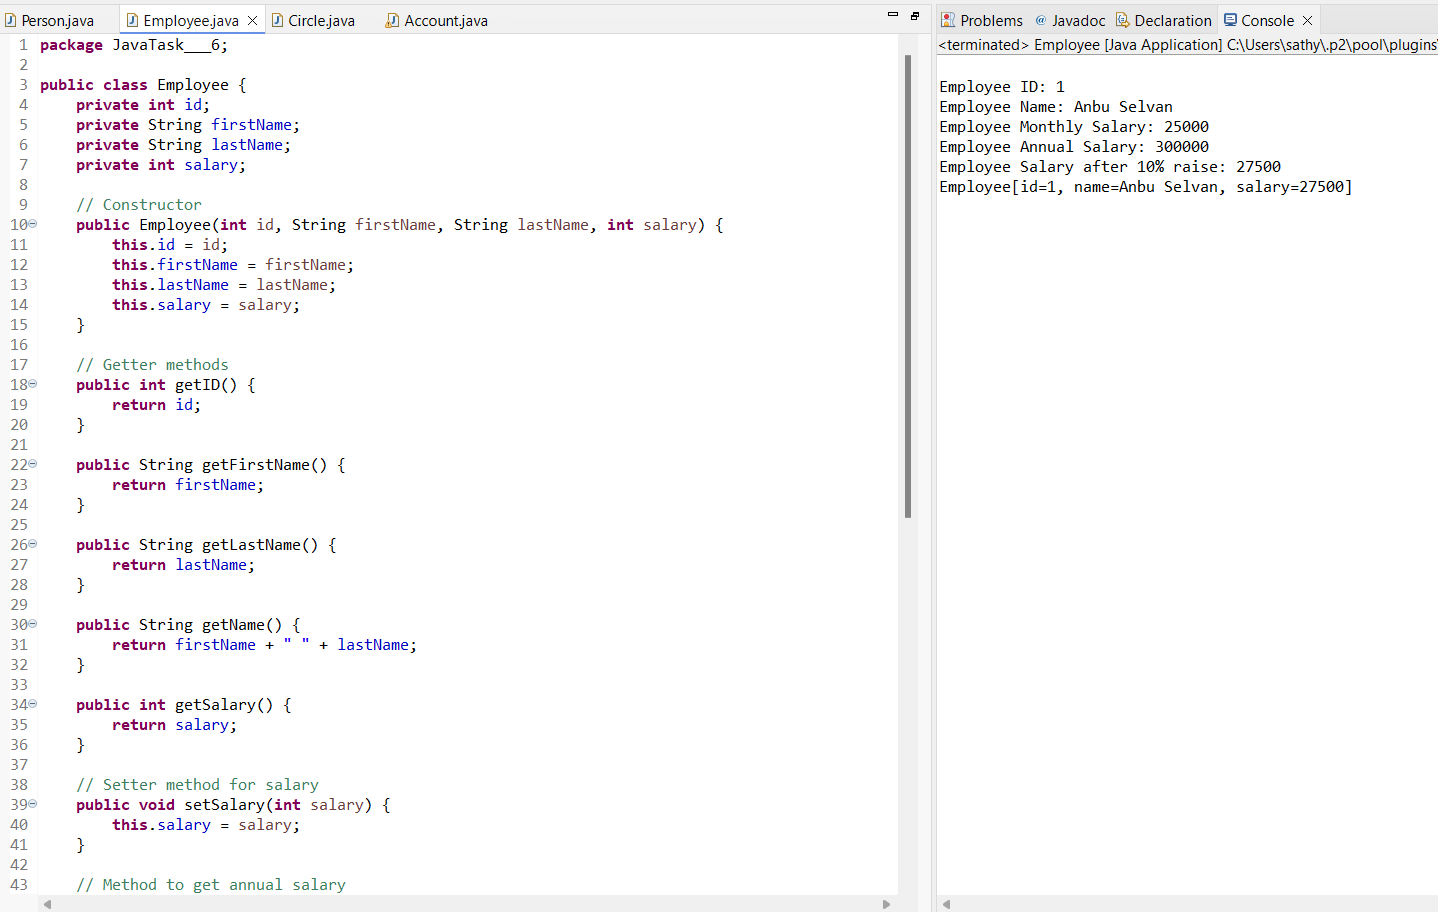 Person.java Employee.java Circle.java Account.java
1 package JavaTask___6;
2
3 public class Employee {
4     private int id;
5     private String firstName;
6     private String lastName;
7     private int salary;
8
9     // Constructor
10     public Employee(int id, String firstName, String lastName, int salary) {
11         this.id = id;
12         this.firstName = firstName;
13         this.lastName = lastName;
14         this.salary = salary;
15     }
16
17     // Getter methods
18     public int getID() {
19         return id;
20     }
21
22     public String getFirstName() {
23         return firstName;
24     }
25
26     public String getLastName() {
27         return lastName;
28     }
29
30     public String getName() {
31         return firstName + " " + lastName;
32     }
33
34     public int getSalary() {
35         return salary;
36     }
37
38     // Setter method for salary
39     public void setSalary(int salary) {
40         this.salary = salary;
41     }
42
43     // Method to get annual salary
Problems @ Javadoc Declaration Console
<terminated> Employee [Java Application] C:\Users\sathy\.p2\pool\plugins\
Employee ID: 1
Employee Name: Anbu Selvan
Employee Monthly Salary: 25000
Employee Annual Salary: 300000
Employee Salary after 10% raise: 27500
Employee[id=1, name=Anbu Selvan, salary=27500]